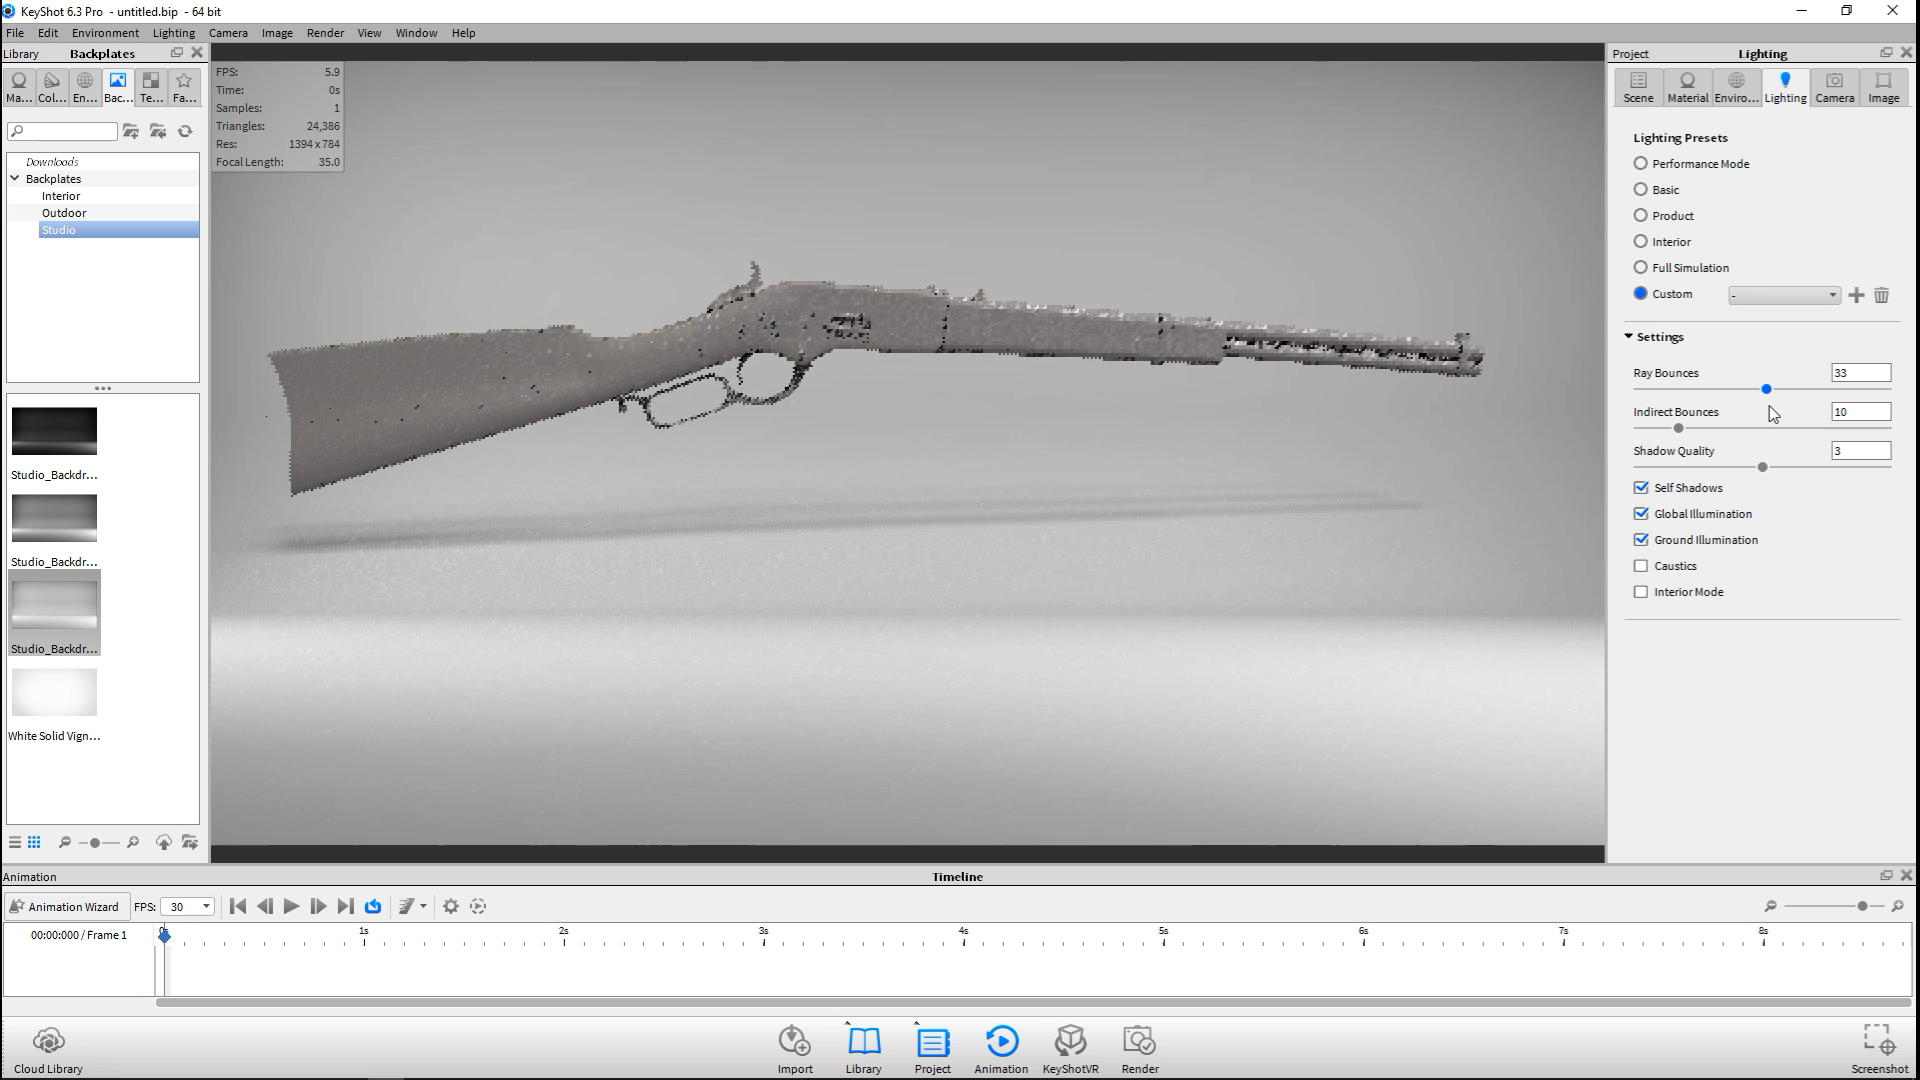 KeyShot 6.3 Pro - untitled.bip - 64 bit
File Edit Environment Lighting Camera Image Render View Window Help
Library Backplates
Ma... Col... En... Bac... Te... Fa...
Downloads
Backplates
Interior
Outdoor
Studio
Studio_Backdr...
Studio_Backdr...
Studio_Backdr...
White Solid Vign...
FPS: 5.9
Time: 0s
Samples: 1
Triangles: 24,386
Res: 1394 x 784
Focal Length: 35.0
Project Lighting
Scene Material Enviro... Lighting Camera Image
Lighting Presets
Performance Mode
Basic
Product
Interior
Full Simulation
Custom -
Settings
Ray Bounces 33
Indirect Bounces 10
Shadow Quality 3
Self Shadows
Global Illumination
Ground Illumination
Caustics
Interior Mode
Animation Timeline
Animation Wizard FPS: 30
00:00:000 / Frame 1 0s 1s 2s 3s 4s 5s 6s 7s 8s
Cloud Library Import Library Project Animation KeyShotVR Render Screenshot